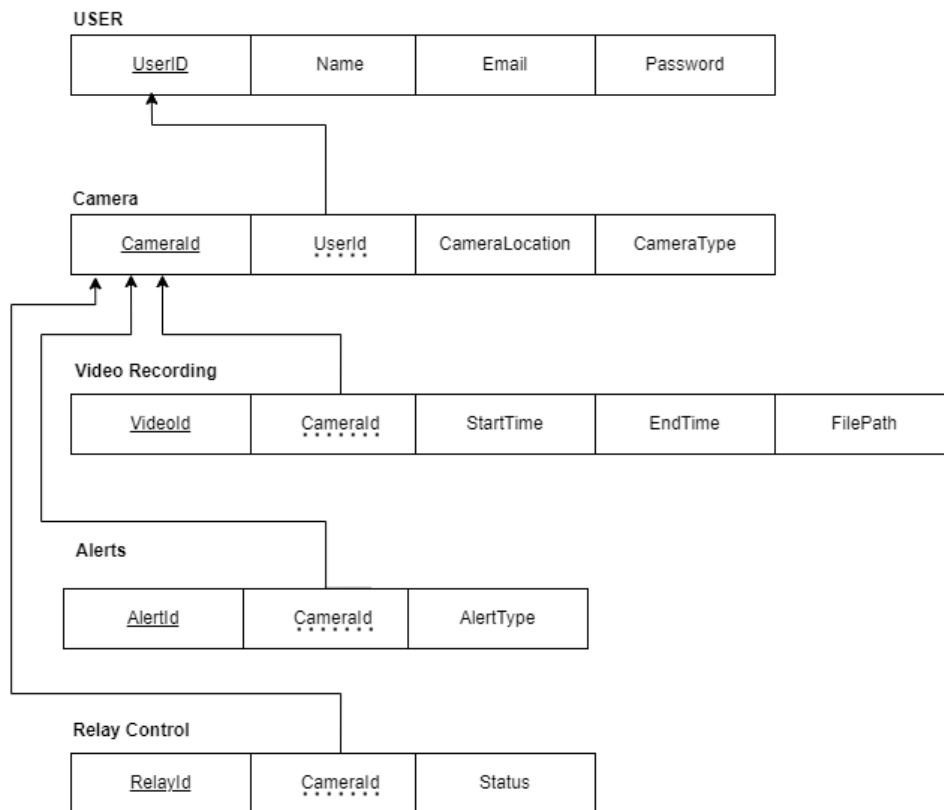 USER
UserID Name Email Password
Camera
CameraId UserId CameraLocation CameraType
Video Recording
VideoId CameraId StartTime EndTime FilePath
Alerts
AlertId CameraId AlertType
Relay Control
RelayId CameraId Status